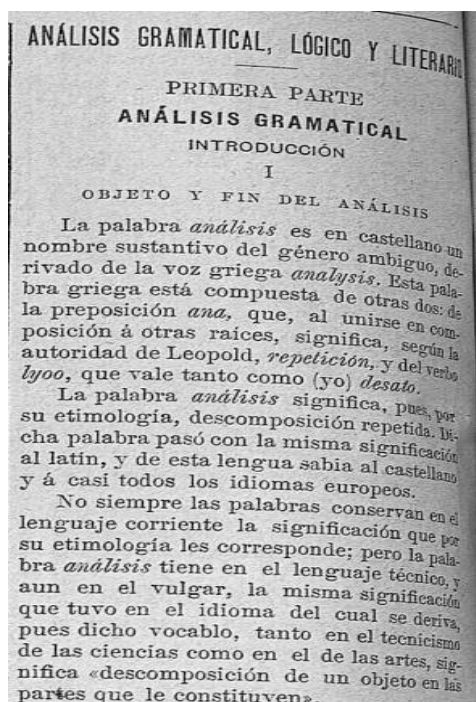 ANÁLISIS GRAMATICAL, LÓGICO Y LITERARIO
PRIMERA PARTE
ANÁLISIS GRAMATICAL
INTRODUCCIÓN
I
OBJETO Y FIN DEL ANÁLISIS
La palabra análisis es en castellano un
nombre sustantivo del género ambiguo, de-
rivado de la voz griega analysis. Esta pala-
bra griega está compuesta de otras dos: de
la preposición ana, que, al unirse en com-
posición á otras raíces, significa, según la
autoridad de Leopold, repetición, y del verbo
lyoo, que vale tanto como (yo) desato.
La palabra análisis significa, pues, por
su etimología, descomposición repetida. Di-
cha palabra pasó con la misma significación
al latín, y de esta lengua sabia al castellano
y á casi todos los idiomas europeos.
No siempre las palabras conservan en el
lenguaje corriente la significación que por
su etimología les corresponde; pero la pala-
bra análisis tiene en el lenguaje técnico, y
aun en el vulgar, la misma significación
que tuvo en el idioma del cual se deriva,
pues dicho vocablo, tanto en el tecnicismo
de las ciencias como en el de las artes, sig-
nifica «descomposición de un objeto en las
partes que le constituyen».